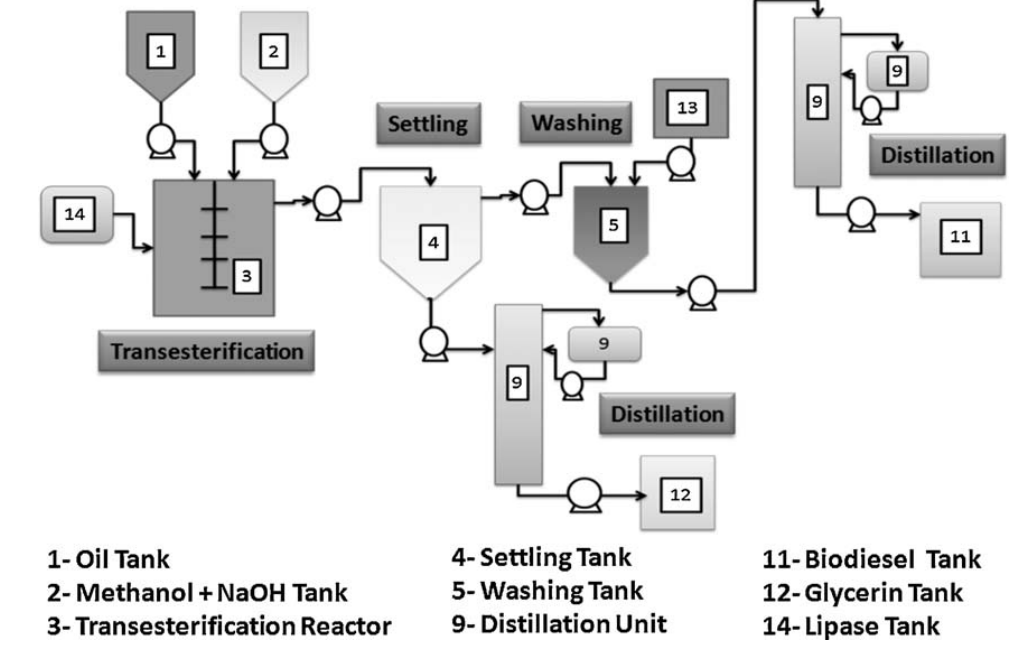 1
2
13
9
9
Settling
Washing
Distillation
14
3
4
5
11
Transesterification
9
9
Distillation
12
1- Oil Tank
2- Methanol + NaOH Tank
3- Transesterification Reactor
4- Settling Tank
5- Washing Tank
9- Distillation Unit
11- Biodiesel Tank
12- Glycerin Tank
14- Lipase Tank